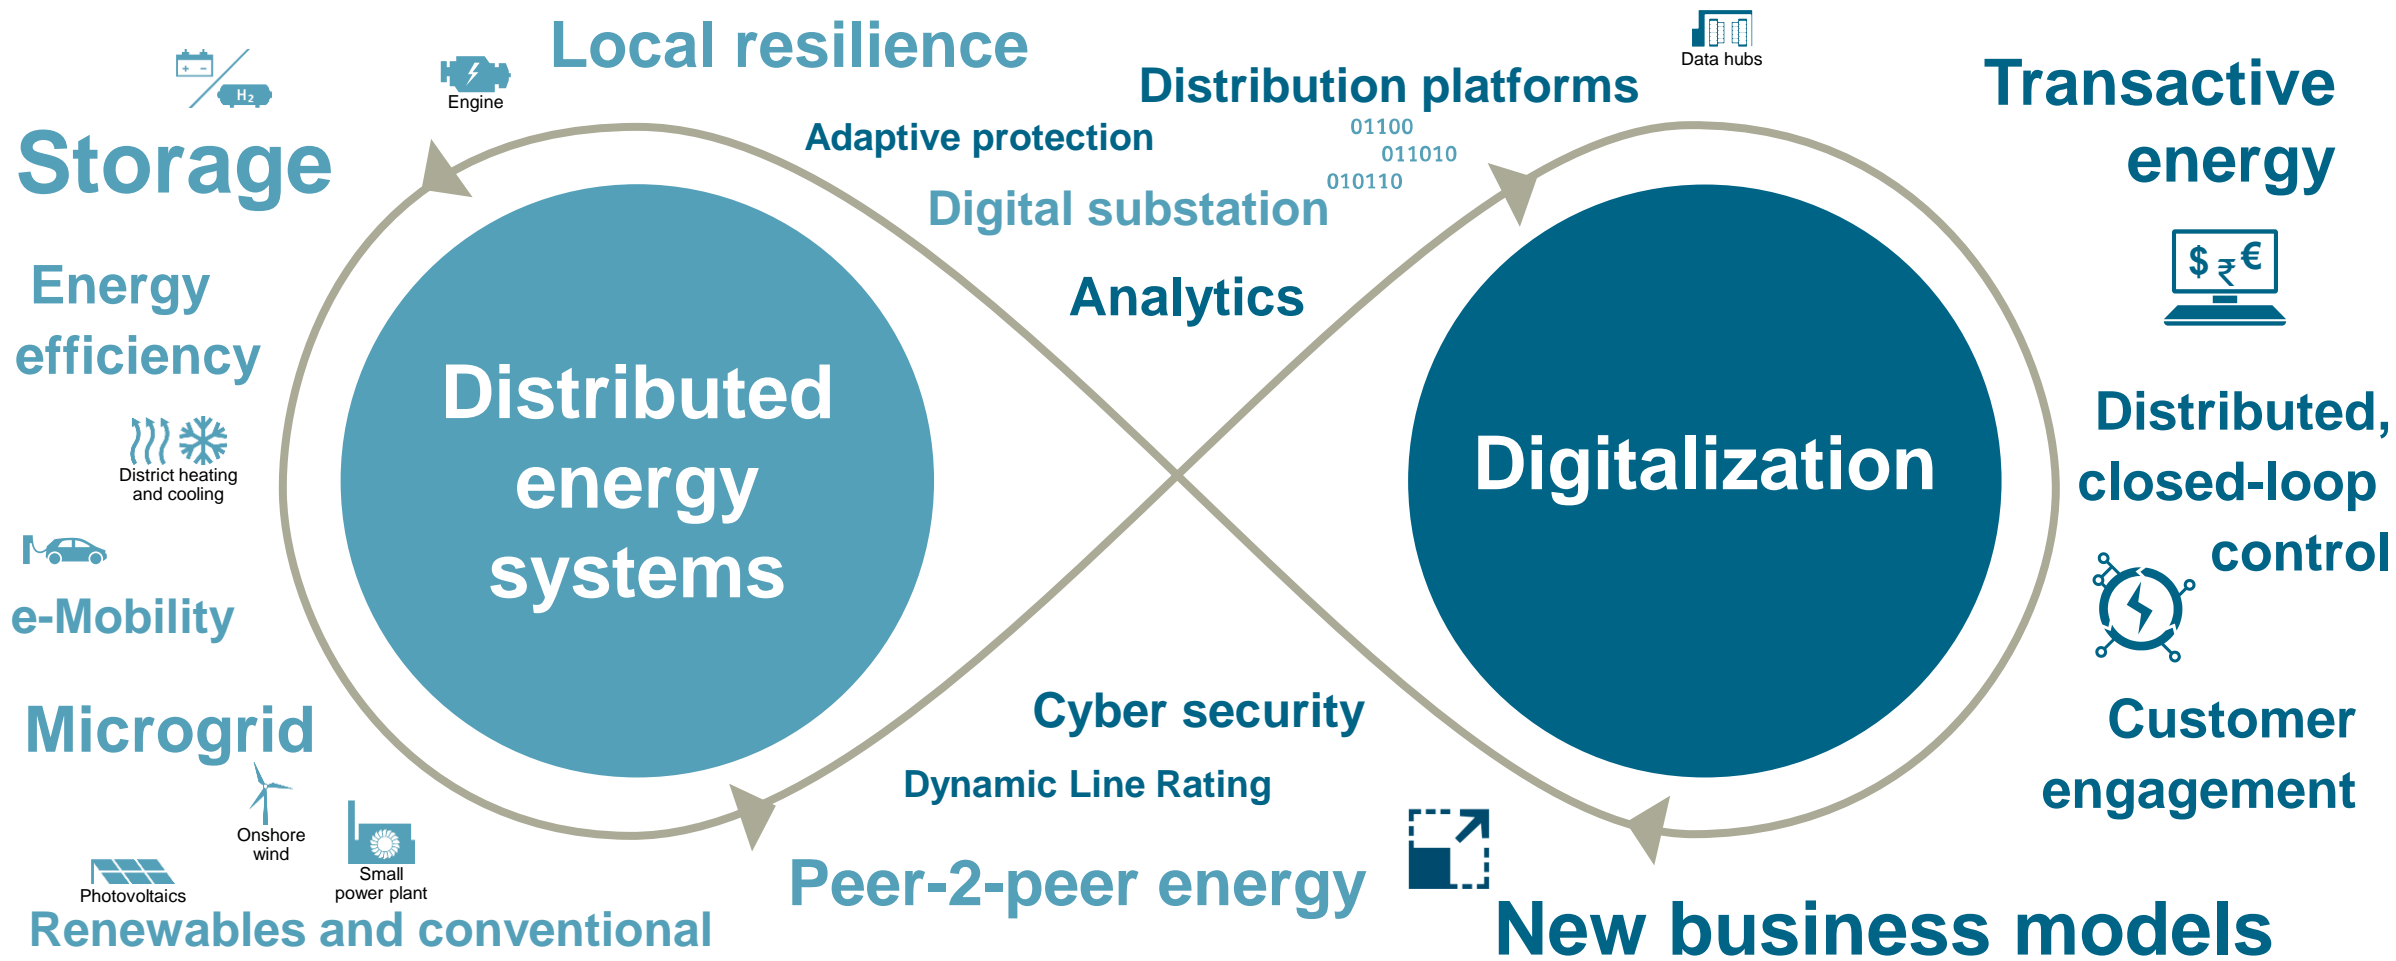 Local resilience
Data hubs
Transactive
energy
H₂
Engine
Distribution platforms
01100
011010
010110
Adaptive protection
Storage
Digital substation
Energy
efficiency
$ ₹ €
Analytics
Distributed
energy
systems
Digitalization
Distributed,
closed-loop
control
District heating
and cooling
e-Mobility
Microgrid
Cyber security
Customer
engagement
Dynamic Line Rating
Onshore
wind
Small
power plant
Photovoltaics
Peer-2-peer energy
Renewables and conventional
New business models